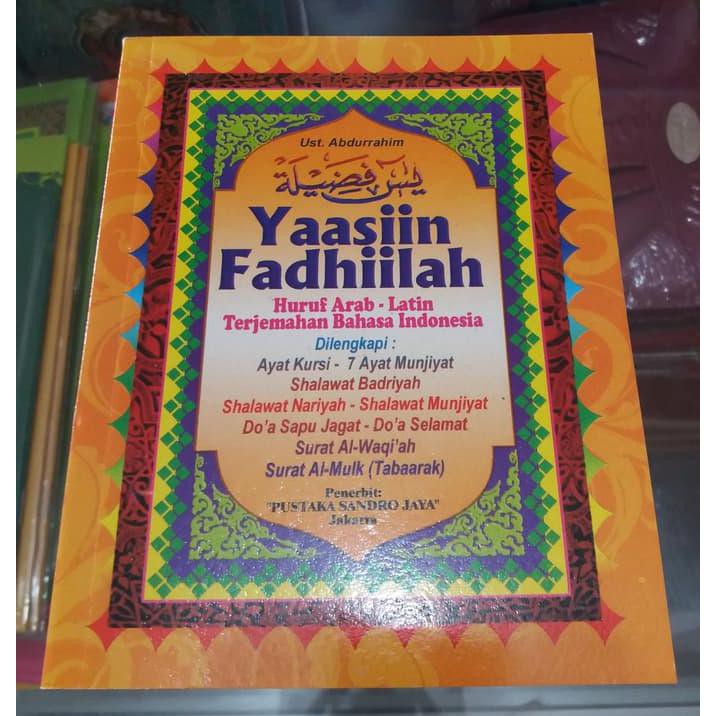 Ust. Abdurrahim
يس فضيلة
Yaasiin
Fadhiilah
Huruf Arab - Latin
Terjemahan Bahasa Indonesia
Dilengkapi :
Ayat Kursi - 7 Ayat Munjiyat
Shalawat Badriyah
Shalawat Nariyah - Shalawat Munjiyat
Do'a Sapu Jagat - Do'a Selamat
Surat Al-Waqi'ah
Surat Al-Mulk (Tabaarak)
Penerbit:
"PUSTAKA SANDRO JAYA"
Jakarta